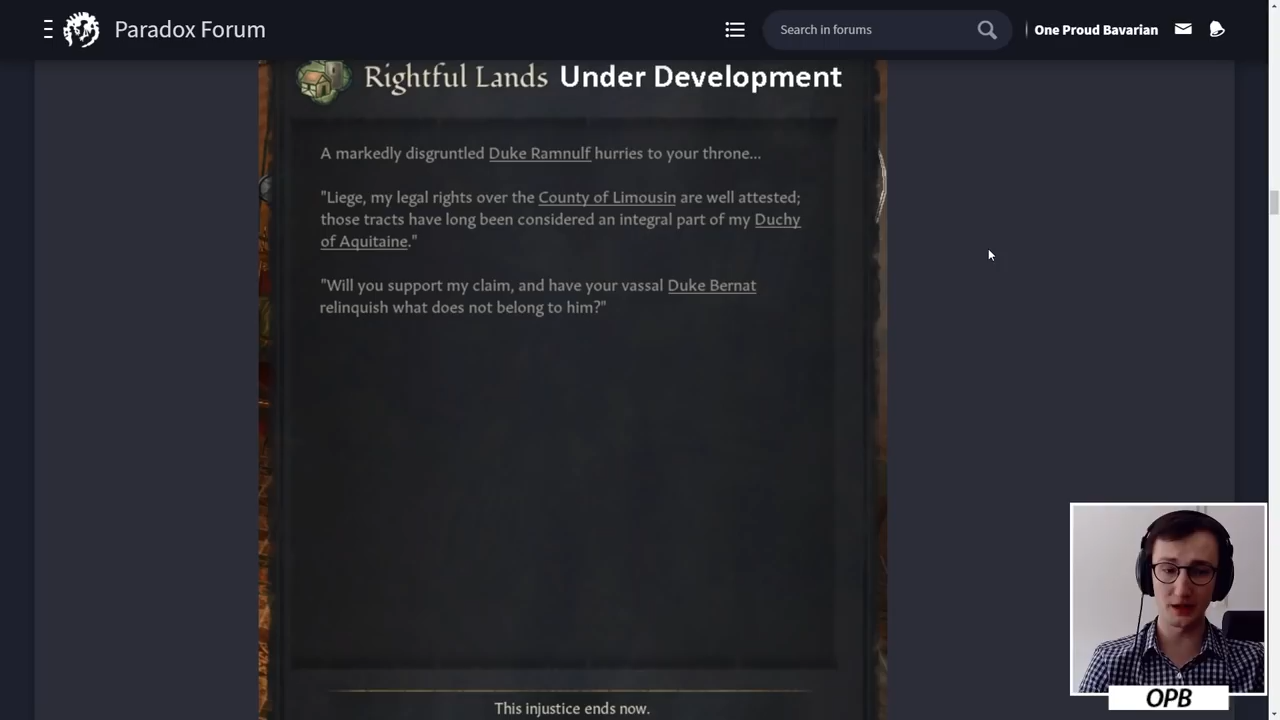 Paradox Forum
Search in forums
One Proud Bavarian
Rightful Lands Under Development
A markedly disgruntled Duke Ramnulf hurries to your throne...
"Liege, my legal rights over the County of Limousin are well attested;
those tracts have long been considered an integral part of my Duchy
of Aquitaine."
"Will you support my claim, and have your vassal Duke Bernat
relinquish what does not belong to him?"
This injustice ends now.
OPB